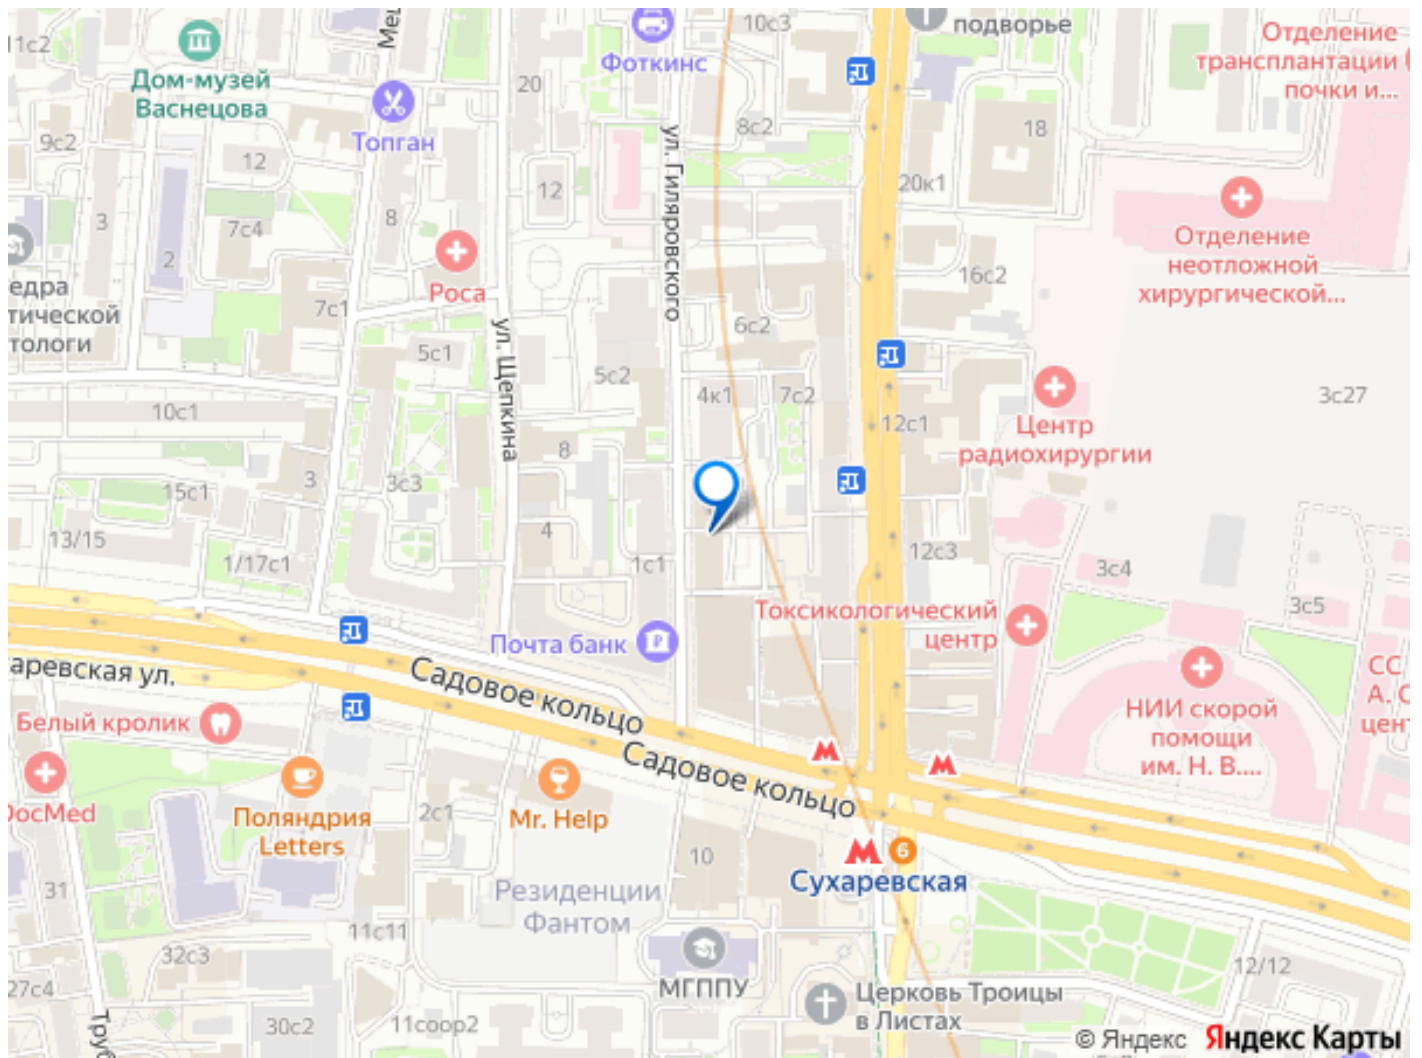 11с2
Дом-музей
Васнецова
Топган
20
Фоткинс
10с3
подворье
Отделение
трансплантации
почки и...
9с2
12
8с2
18
ул. Гиляровского
3
7с4
2
8
12
20к1
Отделение
неотложной
хирургической...
едра
тической
тологи
Роса
7с1
ул. Щепкина
16с2
6с2
5с1
5с2
4к1
7с2
3с27
10с1
12с1
Центр
радиохирургии
8
3
3с3
15с1
13/15
1/17с1
4
1с1
12с3
3с4
3с5
Токсикологический
центр
Почта банк
аревская ул.
Садовое кольцо
Садовое кольцо
НИИ скорой
помощи
им. Н. В....
СС
А. С
цент
Белый кролик
DocMed
Поляндрия
Letters
Mr. Help
2с1
10
6
Сухаревская
31
Резиденции
Фантом
11с11
32с3
27с4
МГППУ
12/12
Церковь Троицы
в Листах
30с2
11соор2
Труб
© Яндекс Яндекс Карты